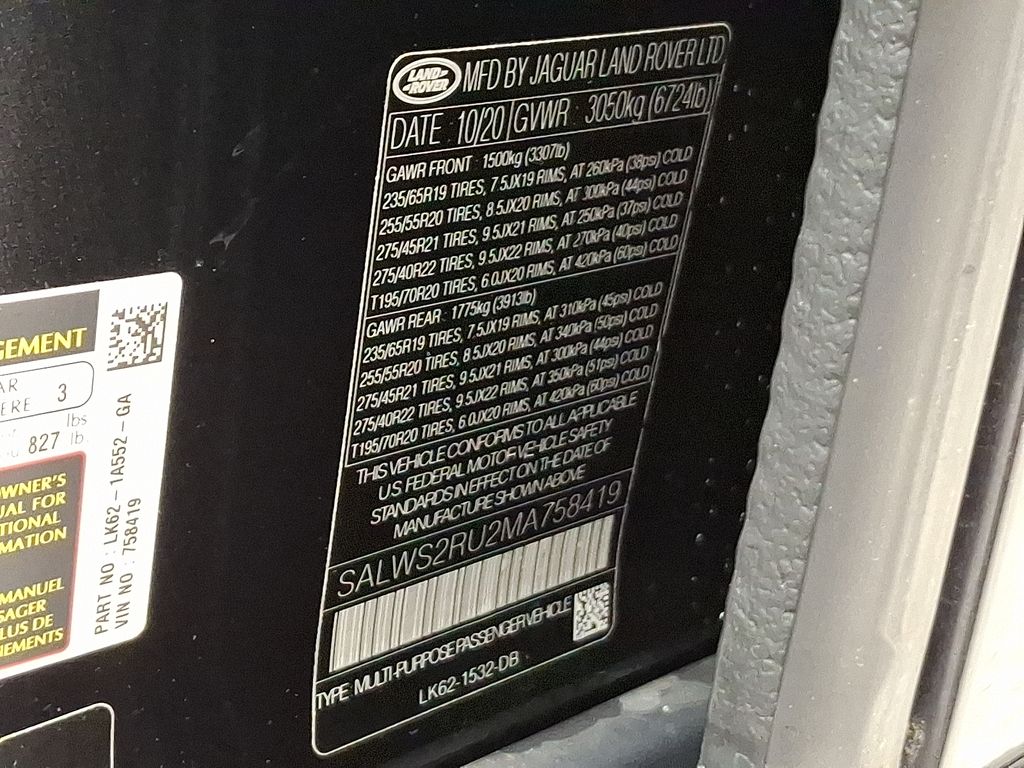 LAND ROVER
MFD BY JAGUAR LAND ROVER LTD
DATE : 10/20 GVWR : 3050kg (6724lb)
GAWR FRONT : 1500kg (3307lb)
235/65R19 TIRES, 7.5JX19 RIMS, AT 260kPa (38psi) COLD
255/55R20 TIRES, 8.5JX20 RIMS, AT 300kPa (44psi) COLD
275/45R21 TIRES, 9.5JX21 RIMS, AT 250kPa (37psi) COLD
275/40R22 TIRES, 9.5JX22 RIMS, AT 270kPa (40psi) COLD
T195/70R20 TIRES, 6.0JX20 RIMS, AT 420kPa (60psi) COLD
GAWR REAR : 1775kg (3913lb)
235/65R19 TIRES, 7.5JX19 RIMS, AT 310kPa (45psi) COLD
255/55R20 TIRES, 8.5JX20 RIMS, AT 340kPa (50psi) COLD
275/45R21 TIRES, 9.5JX21 RIMS, AT 300kPa (44psi) COLD
275/40R22 TIRES, 9.5JX22 RIMS, AT 350kPa (51psi) COLD
T195/70R20 TIRES, 6.0JX20 RIMS, AT 420kPa (60psi) COLD
THIS VEHICLE CONFORMS TO ALL APPLICABLE
U.S. FEDERAL MOTOR VEHICLE SAFETY
STANDARDS IN EFFECT ON THE DATE OF
MANUFACTURE SHOWN ABOVE
SALWS2RU2MA758419
TYPE: MULTI-PURPOSE PASSENGER VEHICLE
LK62-1532-DB
GEMENT
AR
ERE 3
lbs
827 lb.
OWNER'S
UAL FOR
TIONAL
RMATION
MANUEL
SAGER
LUS DE
NEMENTS
PART NO : LK62-1A552-GA
VIN NO : 758419